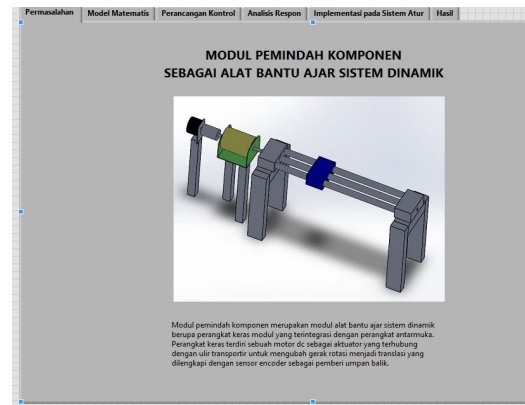 Permasalahan
Model Matematis
Perancangan Kontrol
Analisis Respon
Implementasi pada Sistem Atur
Hasil
MODUL PEMINDAH KOMPONEN
SEBAGAI ALAT BANTU AJAR SISTEM DINAMIK
Modul pemindah komponen merupakan modul alat bantu ajar sistem dinamik
berupa perangkat keras modul yang terintegrasi dengan perangkat antarmuka.
Perangkat keras terdiri sebuah motor dc sebagai aktuator yang terhubung
dengan ulir transportir untuk mengubah gerak rotasi menjadi translasi yang
dilengkapi dengan sensor encoder sebagai pemberi umpan balik.